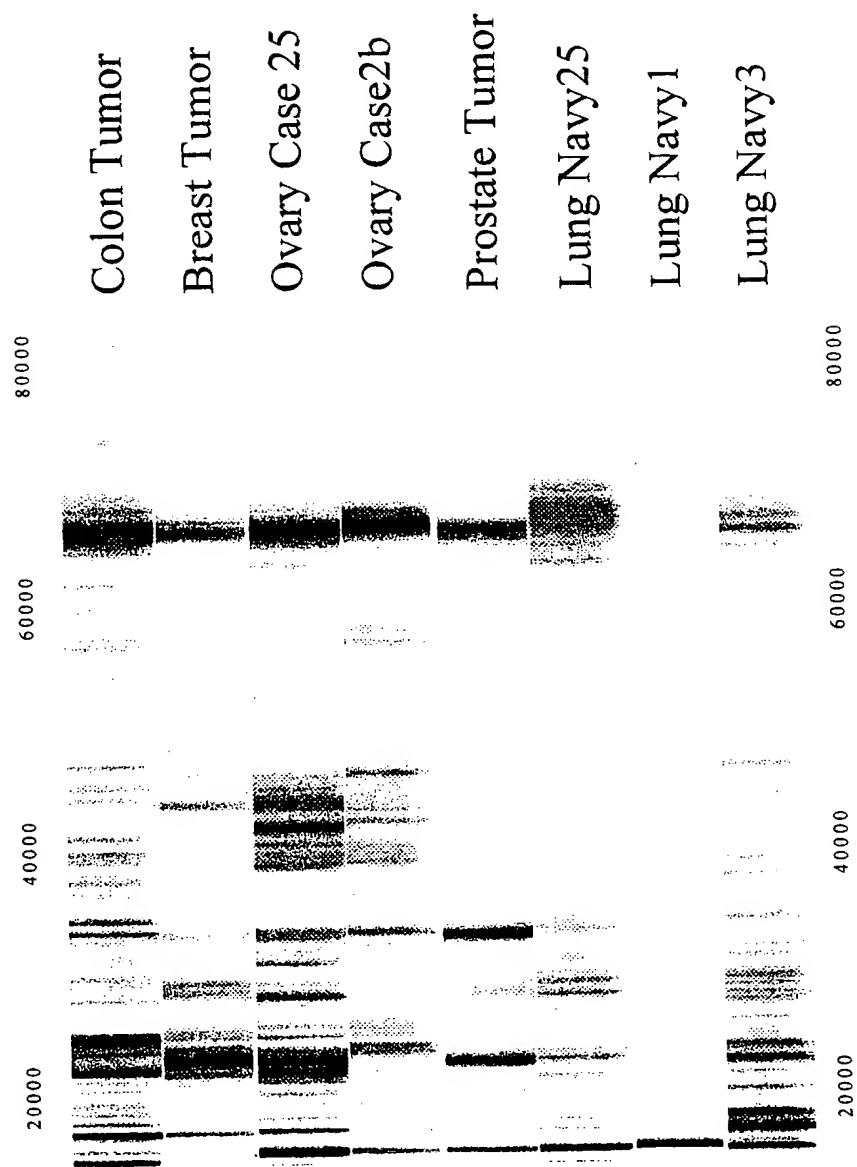 Colon Tumor
Breast Tumor
Ovary Case 25
Ovary Case2b
Prostate Tumor
Lung Navy25
Lung Navy1
Lung Navy3
80000
60000
40000
20000
80000
60000
40000
20000